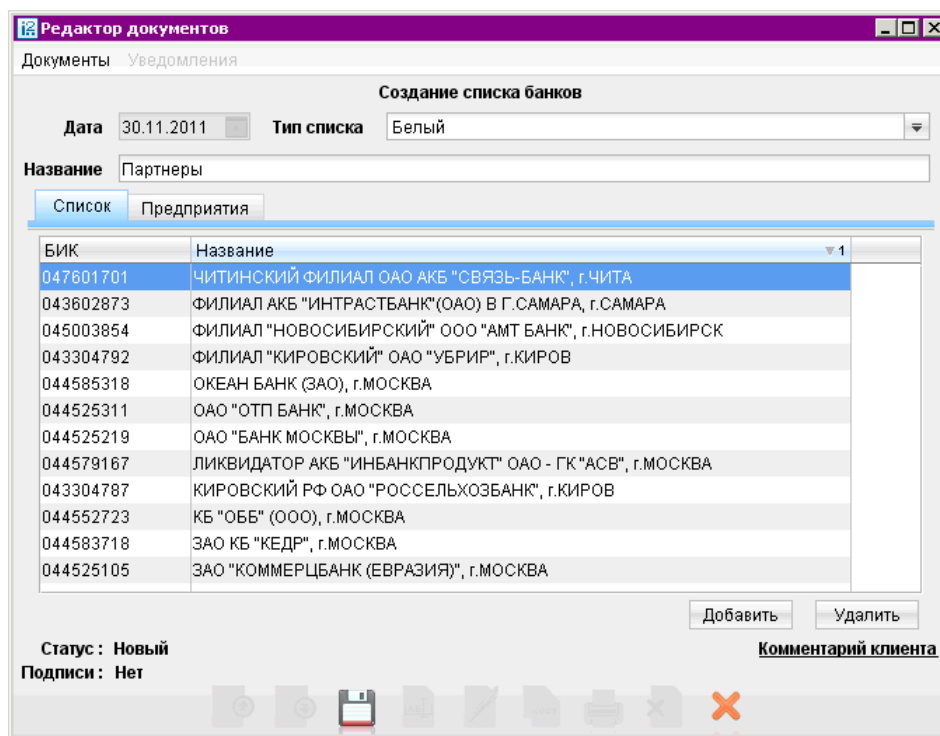 Редактор документов
Документы Уведомления
Создание списка банков
Дата 30.11.2011 Тип списка Белый
Название Партнеры
Список Предприятия
БИК Название 1
047601701 ЧИТИНСКИЙ ФИЛИАЛ ОАО АКБ "СВЯЗЬ-БАНК", г.ЧИТА
043602873 ФИЛИАЛ АКБ "ИНТРАСТБАНК"(ОАО) В Г.САМАРА, г.САМАРА
045003854 ФИЛИАЛ "НОВОСИБИРСКИЙ" ООО "АМТ БАНК", г.НОВОСИБИРСК
043304792 ФИЛИАЛ "КИРОВСКИЙ" ОАО "УБРИР", г.КИРОВ
044585318 ОКЕАН БАНК (ЗАО), г.МОСКВА
044525311 ОАО "ОТП БАНК", г.МОСКВА
044525219 ОАО "БАНК МОСКВЫ", г.МОСКВА
044579167 ЛИКВИДАТОР АКБ "ИНБАНКПРОДУКТ" ОАО - ГК "АСВ", г.МОСКВА
043304787 КИРОВСКИЙ РФ ОАО "РОССЕЛЬХОЗБАНК", г.КИРОВ
044552723 КБ "ОББ" (ООО), г.МОСКВА
044583718 ЗАО КБ "КЕДР", г.МОСКВА
044525105 ЗАО "КОММЕРЦБАНК (ЕВРАЗИЯ)", г.МОСКВА
Добавить Удалить
Статус : Новый Комментарий клиента
Подписи : Нет